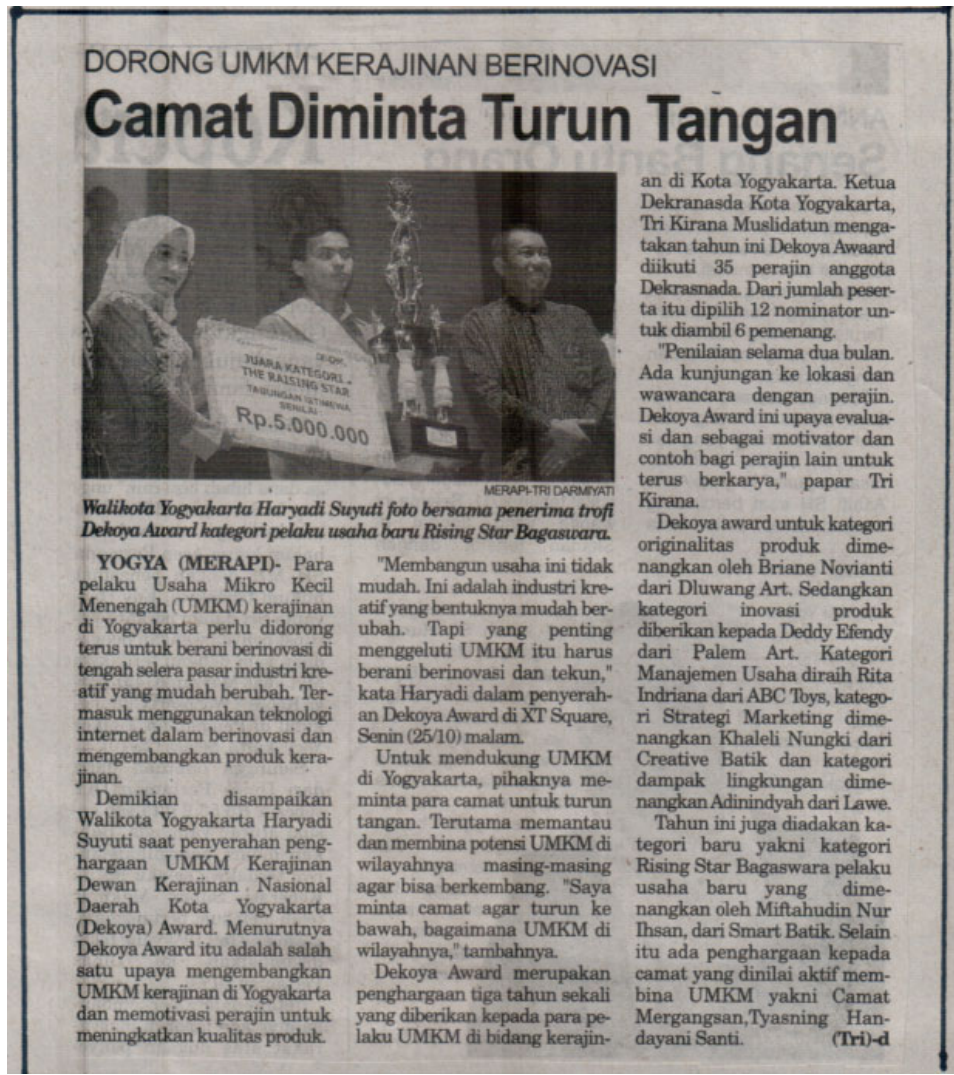 DORONG UMKM KERAJINAN BERINOVASI
Camat Diminta Turun Tangan
JUARA KATEGORI
THE RAISING STAR
TABUNGAN ISTIMEWA
SENILAI
Rp.5.000.000
MERAPI-TRI DARMIYATI
Walikota Yogyakarta Haryadi Suyuti foto bersama penerima trofi
Dekoya Award kategori pelaku usaha baru Rising Star Bagaswara.
YOGYA (MERAPI)- Para
pelaku Usaha Mikro Kecil
Menengah (UMKM) kerajinan
di Yogyakarta perlu didorong
terus untuk berani berinovasi di
tengah selera pasar industri kre-
atif yang mudah berubah. Ter-
masuk menggunakan teknologi
internet dalam berinovasi dan
mengembangkan produk kera-
jinan.
Demikian disampaikan
Walikota Yogyakarta Haryadi
Suyuti saat penyerahan peng-
hargaan UMKM Kerajinan
Dewan Kerajinan Nasional
Daerah Kota Yogyakarta
(Dekoya) Award. Menurutnya
Dekoya Award itu adalah salah
satu upaya mengembangkan
UMKM kerajinan di Yogyakarta
dan memotivasi perajin untuk
meningkatkan kualitas produk.
"Membangun usaha ini tidak
mudah. Ini adalah industri kre-
atif yang bentuknya mudah ber-
ubah. Tapi yang penting
menggeluti UMKM itu harus
berani berinovasi dan tekun,"
kata Haryadi dalam penyerah-
an Dekoya Award di XT Square,
Senin (25/10) malam.
Untuk mendukung UMKM
di Yogyakarta, pihaknya me-
minta para camat untuk turun
tangan. Terutama memantau
dan membina potensi UMKM di
wilayahnya masing-masing
agar bisa berkembang. "Saya
minta camat agar turun ke
bawah, bagaimana UMKM di
wilayahnya," tambahnya.
Dekoya Award merupakan
penghargaan tiga tahun sekali
yang diberikan kepada para pe-
laku UMKM di bidang kerajin-
an di Kota Yogyakarta. Ketua
Dekranasda Kota Yogyakarta,
Tri Kirana Muslidatun menga-
takan tahun ini Dekoya Awaard
diikuti 35 perajin anggota
Dekrasnada. Dari jumlah peser-
ta itu dipilih 12 nominator un-
tuk diambil 6 pemenang.
"Penilaian selama dua bulan.
Ada kunjungan ke lokasi dan
wawancara dengan perajin.
Dekoya Award ini upaya evalua-
si dan sebagai motivator dan
contoh bagi perajin lain untuk
terus berkarya," papar Tri
Kirana.
Dekoya award untuk kategori
originalitas produk dime-
nangkan oleh Briane Novianti
dari Dluwang Art. Sedangkan
kategori inovasi produk
diberikan kepada Deddy Efendy
dari Palem Art. Kategori
Manajemen Usaha diraih Rita
Indriana dari ABC Toys, katego-
ri Strategi Marketing dime-
nangkan Khaleli Nungki dari
Creative Batik dan kategori
dampak lingkungan dime-
nangkan Adinindyah dari Lawe.
Tahun ini juga diadakan ka-
tegori baru yakni kategori
Rising Star Bagaswara pelaku
usaha baru yang dime-
nangkan oleh Miftahudin Nur
Ihsan, dari Smart Batik. Selain
itu ada penghargaan kepada
camat yang dinilai aktif mem-
bina UMKM yakni Camat
Mergangsan,Tyasning Han-
dayani Santi. (Tri)-d